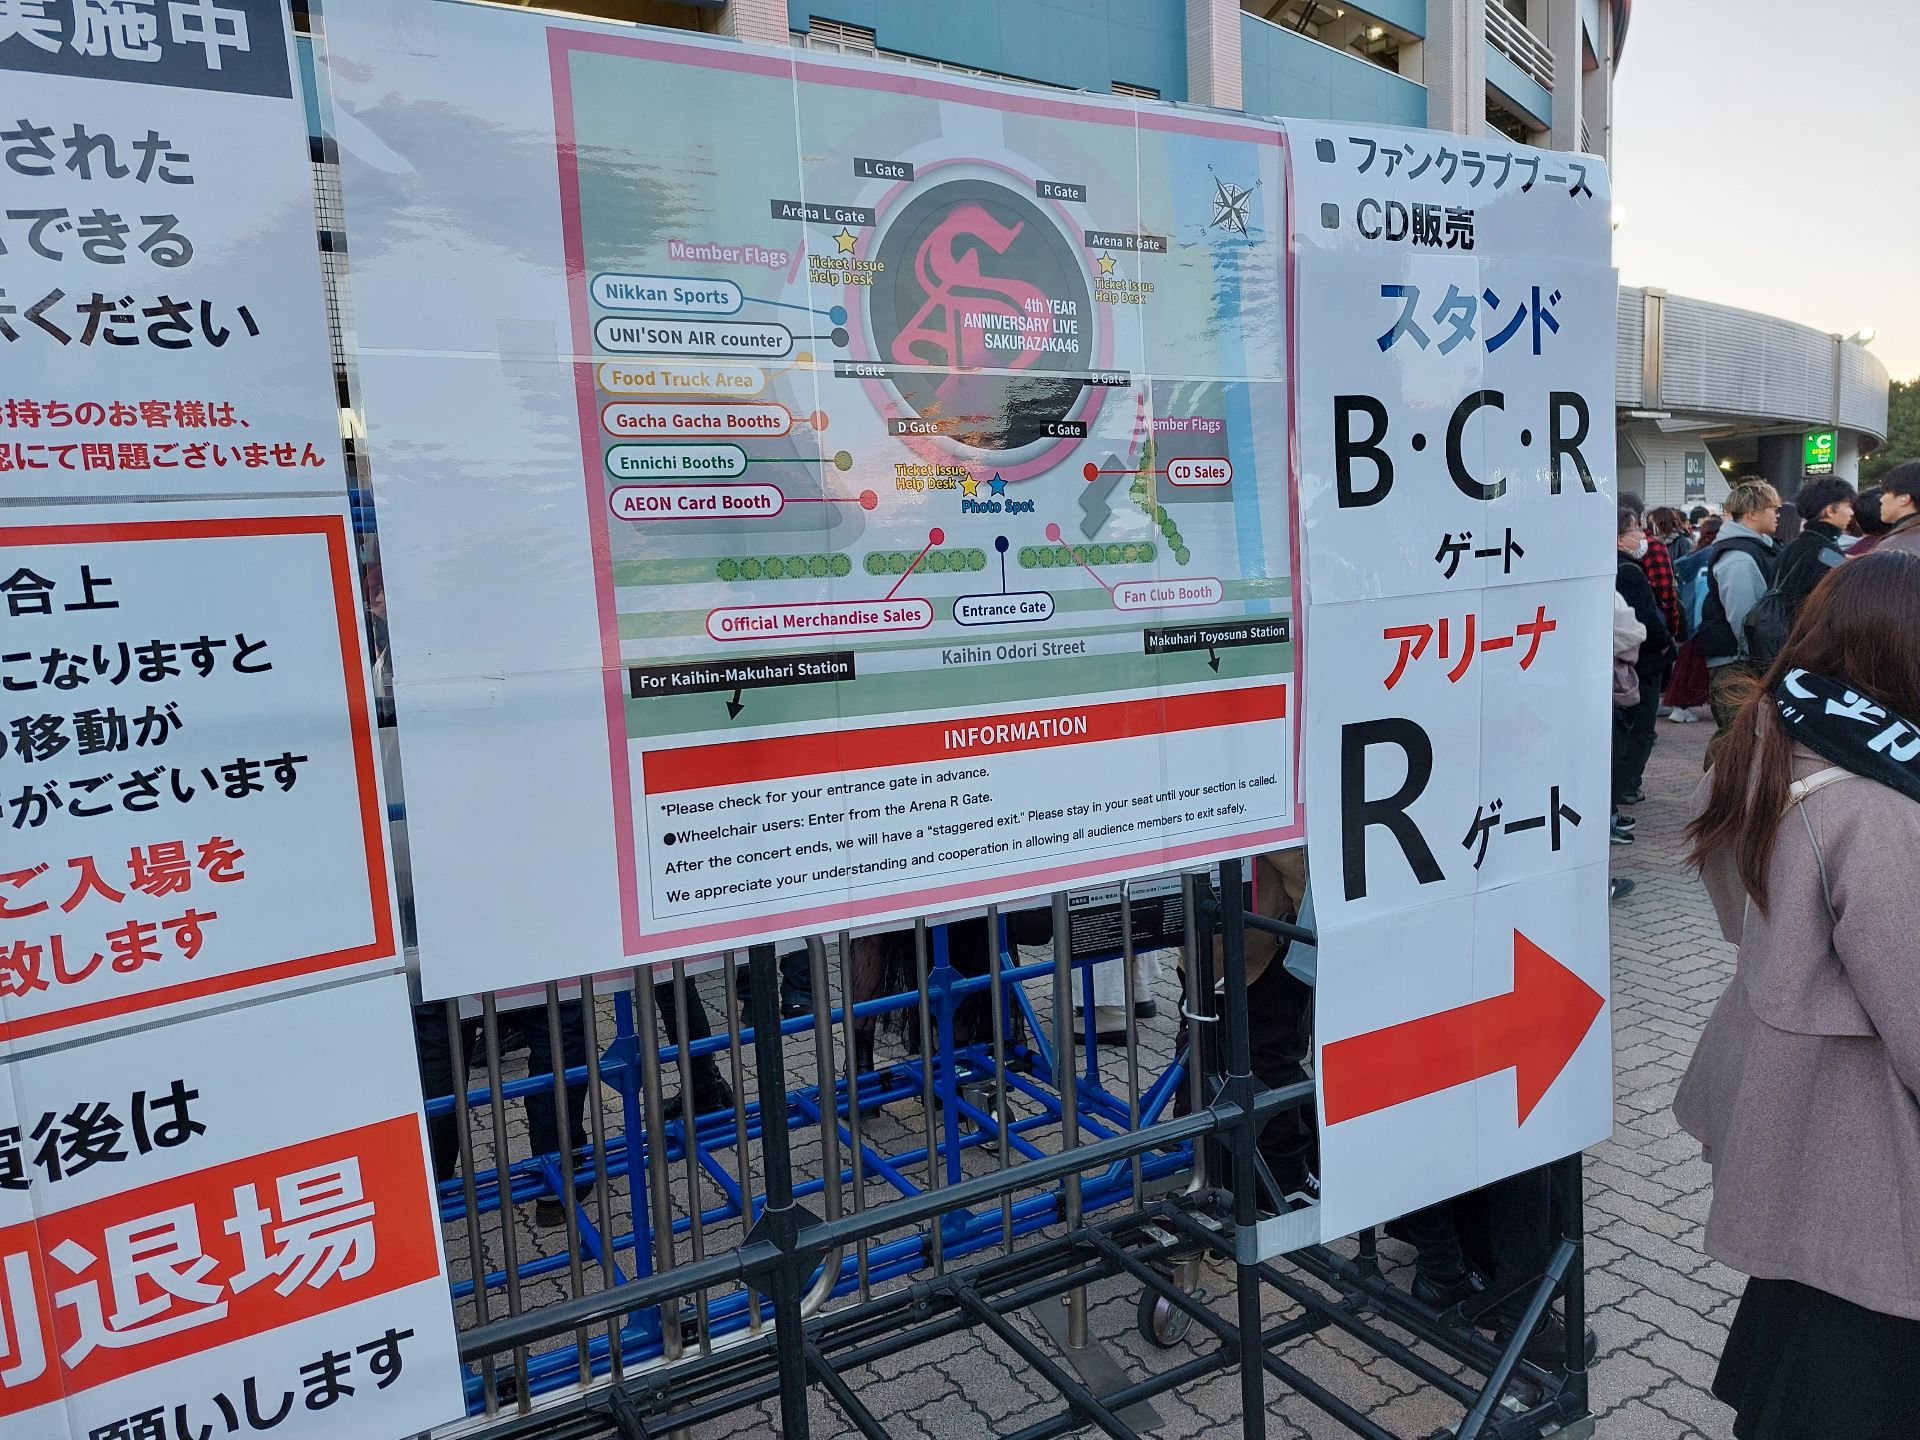 実施中
された
できる
ください
お持ちのお客様は、
認にて問題ございません
合上
になりますと
移動が
がございます
ご入場を
致します
後は
退場
願いします
L Gate
R Gate
Arena L Gate
Arena R Gate
Member Flags
Ticket Issue
Help Desk
Ticket Issue
Help Desk
Nikkan Sports
UNI'SON AIR counter
Food Truck Area
Gacha Gacha Booths
Ennichi Booths
AEON Card Booth
S
4th YEAR
ANNIVERSARY LIVE
SAKURAZAKA46
F Gate
B Gate
D Gate
C Gate
Member Flags
Ticket Issue
Help Desk
Photo Spot
CD Sales
Official Merchandise Sales
Entrance Gate
Fan Club Booth
Makuhari Toyosuna Station
Kaihin Odori Street
For Kaihin-Makuhari Station
INFORMATION
*Please check for your entrance gate in advance.
●Wheelchair users: Enter from the Arena R Gate.
After the concert ends, we will have a "staggered exit." Please stay in your seat until your section is called.
We appreciate your understanding and cooperation in allowing all audience members to exit safely.
ファンクラブブース
CD販売
スタンド
B・C・R
ゲート
アリーナ
R ゲート
C